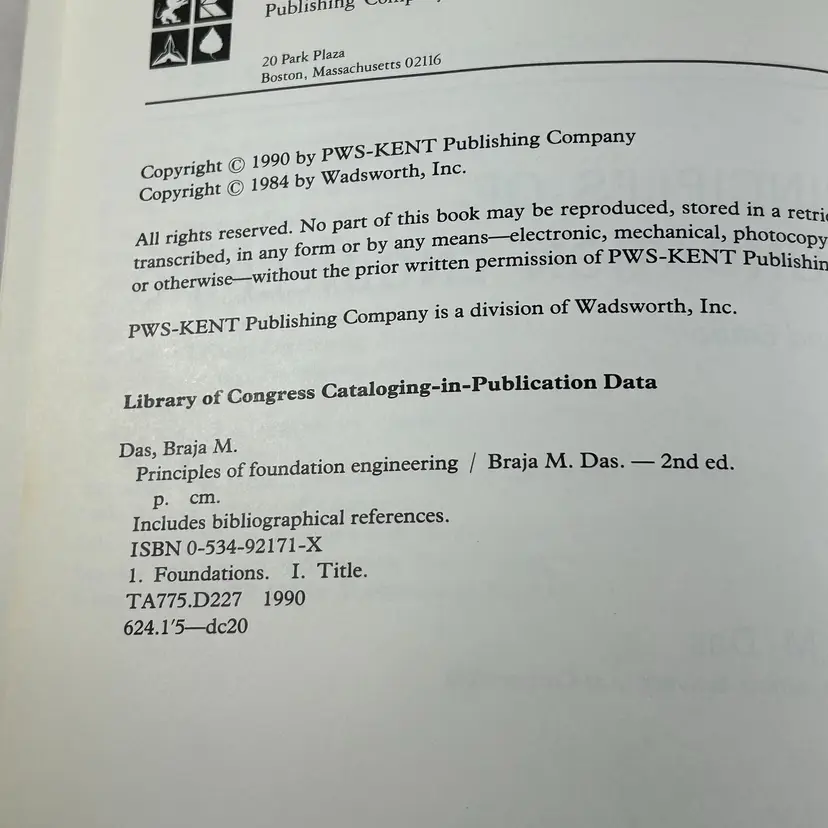 Publishing Company
20 Park Plaza
Boston, Massachusetts 02116
Copyright © 1990 by PWS-KENT Publishing Company
Copyright © 1984 by Wadsworth, Inc.
All rights reserved. No part of this book may be reproduced, stored in a
transcribed, in any form or by any means—electronic, mechanical, photocopy
or otherwise—without the prior written permission of PWS-KENT Publishin
PWS-KENT Publishing Company is a division of Wadsworth, Inc.
Library of Congress Cataloging-in-Publication Data
Das, Braja M.
Principles of foundation engineering / Braja M. Das. — 2nd ed.
p. cm.
Includes bibliographical references.
ISBN 0-534-92171-X
1. Foundations. I. Title.
TA775.D227 1990
624.1'5—dc20